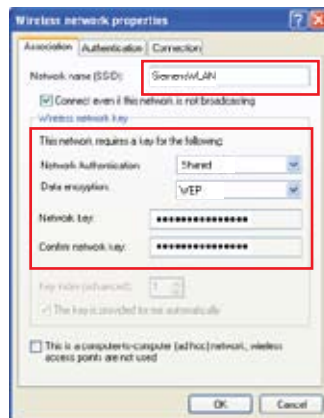 Wireless network properties
Association Authentication Connection
Network name (SSID): SiemensWLAN
Connect even if this network is not broadcasting
Wireless network key
This network requires a key for the following:
Network Authentication: Shared
Data encryption: WEP
Network key: •••••••••••••••
Confirm network key: •••••••••••••••
Key index (advanced): 1
The key is provided for me automatically
This is a computer-to-computer (ad hoc) network; wireless
access points are not used
OK Cancel